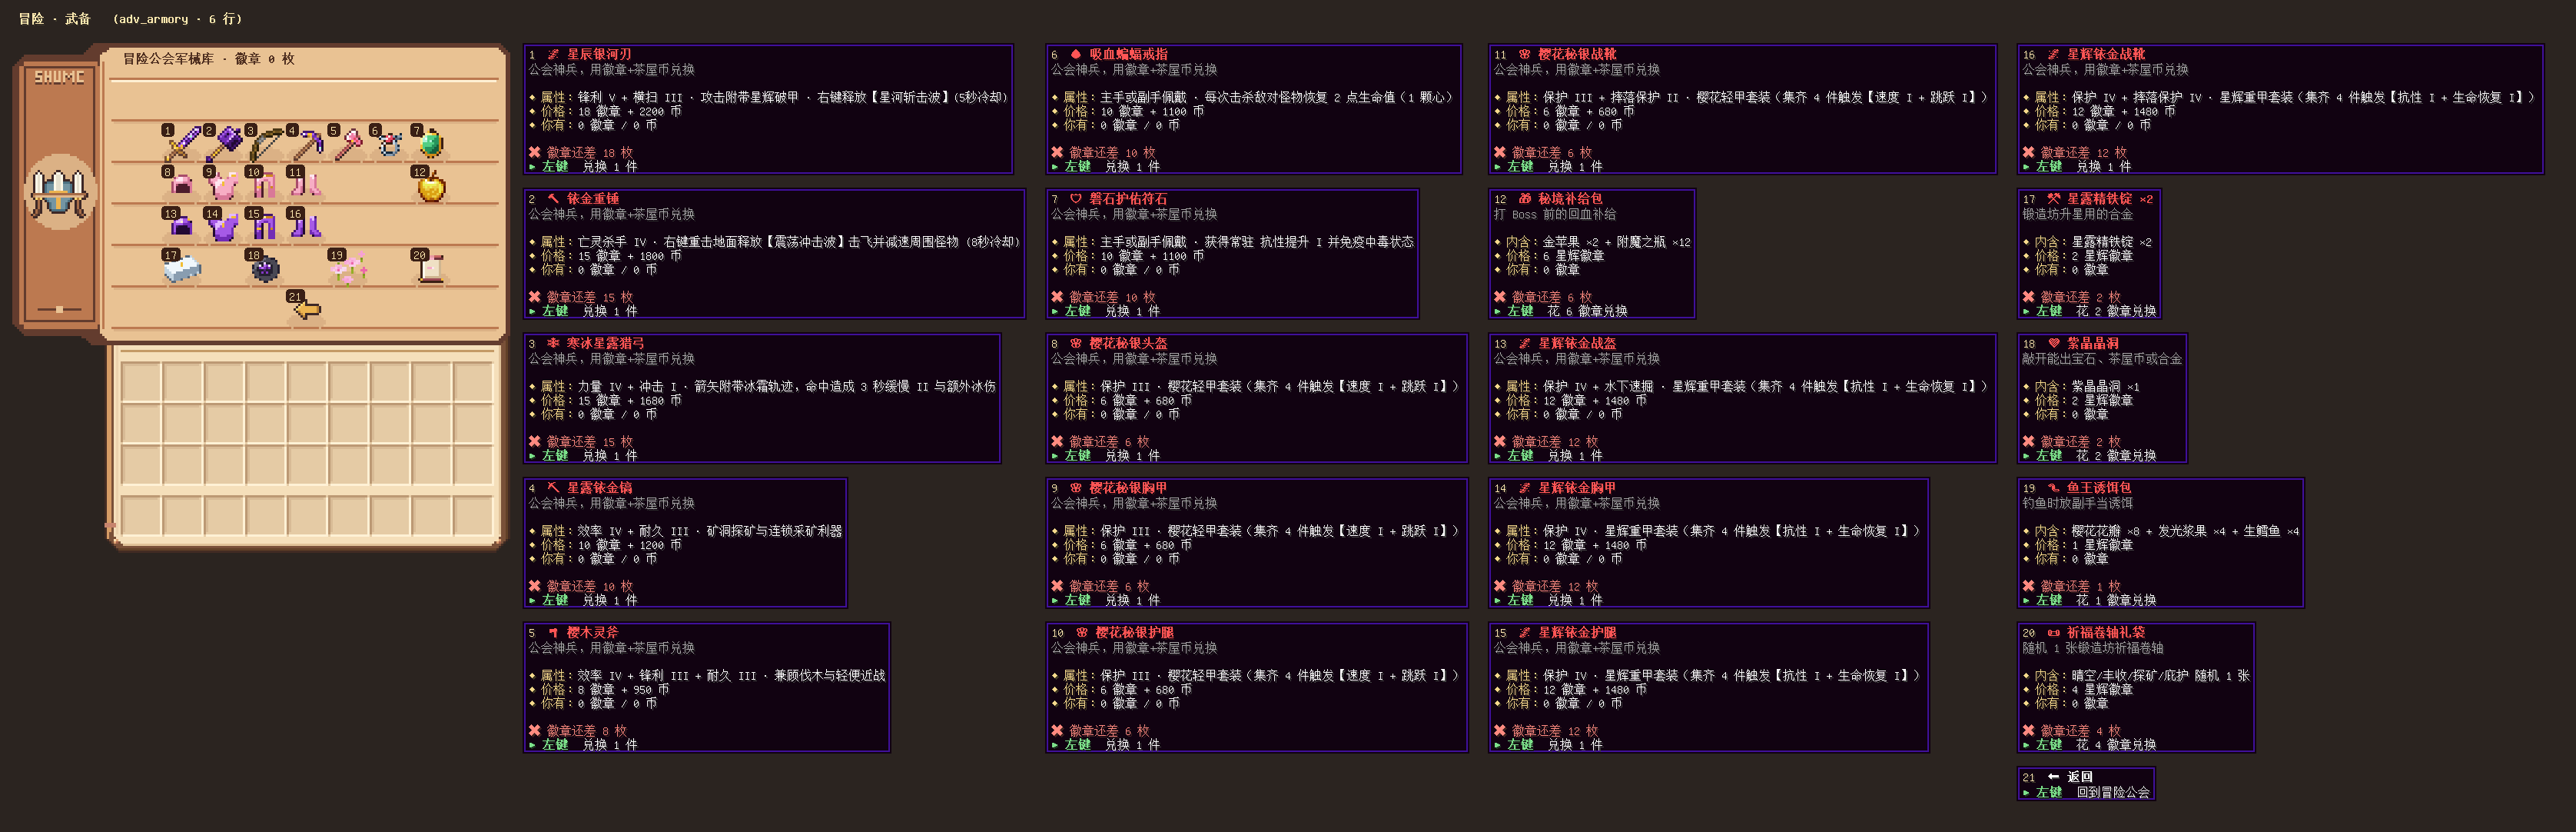 冒险 · 武备 (adv_armory · 6 行)
SHUMC
冒险公会军械库 · 徽章 0 枚
1
2
3
4
5
6
7
8
9
10
11
12
13
14
15
16
17
18
19
20
21
1 星辰银河刃
公会神兵，用徽章+茶屋币兑换
属性：锋利 V + 横扫 III · 攻击附带星辉破甲 · 右键释放【星河斩击波】(5秒冷却)
价格：18 徽章 + 2200 币
你有：0 徽章 / 0 币
✖ 徽章还差 18 枚
▶ 左键 兑换 1 件
2 铱金重锤
公会神兵，用徽章+茶屋币兑换
属性：亡灵杀手 IV · 右键重击地面释放【震荡冲击波】击飞并减速周围怪物 (8秒冷却)
价格：15 徽章 + 1800 币
你有：0 徽章 / 0 币
✖ 徽章还差 15 枚
▶ 左键 兑换 1 件
3 寒冰星露猎弓
公会神兵，用徽章+茶屋币兑换
属性：力量 IV + 冲击 I · 箭矢附带冰霜轨迹，命中造成 3 秒缓慢 II 与额外冰伤
价格：15 徽章 + 1680 币
你有：0 徽章 / 0 币
✖ 徽章还差 15 枚
▶ 左键 兑换 1 件
4 星露铱金镐
公会神兵，用徽章+茶屋币兑换
属性：效率 IV + 耐久 III · 矿洞探矿与连锁采矿利器
价格：10 徽章 + 1200 币
你有：0 徽章 / 0 币
✖ 徽章还差 10 枚
▶ 左键 兑换 1 件
5 樱木灵斧
公会神兵，用徽章+茶屋币兑换
属性：效率 IV + 锋利 III + 耐久 III · 兼顾伐木与轻便近战
价格：8 徽章 + 950 币
你有：0 徽章 / 0 币
✖ 徽章还差 8 枚
▶ 左键 兑换 1 件
6 吸血蝙蝠戒指
公会神兵，用徽章+茶屋币兑换
属性：主手或副手佩戴 · 每次击杀敌对怪物恢复 2 点生命值（1 颗心）
价格：10 徽章 + 1100 币
你有：0 徽章 / 0 币
✖ 徽章还差 10 枚
▶ 左键 兑换 1 件
7 磐石护佑符石
公会神兵，用徽章+茶屋币兑换
属性：主手或副手佩戴 · 获得常驻 抗性提升 I 并免疫中毒状态
价格：10 徽章 + 1100 币
你有：0 徽章 / 0 币
✖ 徽章还差 10 枚
▶ 左键 兑换 1 件
8 樱花秘银头盔
公会神兵，用徽章+茶屋币兑换
属性：保护 III · 樱花轻甲套装（集齐 4 件触发【速度 I + 跳跃 I】）
价格：6 徽章 + 680 币
你有：0 徽章 / 0 币
✖ 徽章还差 6 枚
▶ 左键 兑换 1 件
9 樱花秘银胸甲
公会神兵，用徽章+茶屋币兑换
属性：保护 III · 樱花轻甲套装（集齐 4 件触发【速度 I + 跳跃 I】）
价格：6 徽章 + 680 币
你有：0 徽章 / 0 币
✖ 徽章还差 6 枚
▶ 左键 兑换 1 件
10 樱花秘银护腿
公会神兵，用徽章+茶屋币兑换
属性：保护 III · 樱花轻甲套装（集齐 4 件触发【速度 I + 跳跃 I】）
价格：6 徽章 + 680 币
你有：0 徽章 / 0 币
✖ 徽章还差 6 枚
▶ 左键 兑换 1 件
11 樱花秘银战靴
公会神兵，用徽章+茶屋币兑换
属性：保护 III + 摔落保护 II · 樱花轻甲套装（集齐 4 件触发【速度 I + 跳跃 I】）
价格：6 徽章 + 680 币
你有：0 徽章 / 0 币
✖ 徽章还差 6 枚
▶ 左键 兑换 1 件
12 秘境补给包
打 Boss 前的回血补给
内含：金苹果 ×2 + 附魔之瓶 ×12
价格：6 星辉徽章
你有：0 徽章
✖ 徽章还差 6 枚
▶ 左键 花 6 徽章兑换
13 星辉铱金战盔
公会神兵，用徽章+茶屋币兑换
属性：保护 IV + 水下速掘 · 星辉重甲套装（集齐 4 件触发【抗性 I + 生命恢复 I】）
价格：12 徽章 + 1480 币
你有：0 徽章 / 0 币
✖ 徽章还差 12 枚
▶ 左键 兑换 1 件
14 星辉铱金胸甲
公会神兵，用徽章+茶屋币兑换
属性：保护 IV · 星辉重甲套装（集齐 4 件触发【抗性 I + 生命恢复 I】）
价格：12 徽章 + 1480 币
你有：0 徽章 / 0 币
✖ 徽章还差 12 枚
▶ 左键 兑换 1 件
15 星辉铱金护腿
公会神兵，用徽章+茶屋币兑换
属性：保护 IV · 星辉重甲套装（集齐 4 件触发【抗性 I + 生命恢复 I】）
价格：12 徽章 + 1480 币
你有：0 徽章 / 0 币
✖ 徽章还差 12 枚
▶ 左键 兑换 1 件
16 星辉铱金战靴
公会神兵，用徽章+茶屋币兑换
属性：保护 IV + 摔落保护 IV · 星辉重甲套装（集齐 4 件触发【抗性 I + 生命恢复 I】）
价格：12 徽章 + 1480 币
你有：0 徽章 / 0 币
✖ 徽章还差 12 枚
▶ 左键 兑换 1 件
17 星露精铁锭 ×2
锻造坊升星用的合金
内含：星露精铁锭 ×2
价格：2 星辉徽章
你有：0 徽章
✖ 徽章还差 2 枚
▶ 左键 花 2 徽章兑换
18 紫晶晶洞
敲开能出宝石、茶屋币或合金
内含：紫晶晶洞 ×1
价格：2 星辉徽章
你有：0 徽章
✖ 徽章还差 2 枚
▶ 左键 花 2 徽章兑换
19 鱼王诱饵包
钓鱼时放副手当诱饵
内含：樱花花瓣 ×8 + 发光浆果 ×4 + 生鳕鱼 ×4
价格：1 星辉徽章
你有：0 徽章
✖ 徽章还差 1 枚
▶ 左键 花 1 徽章兑换
20 祈福卷轴礼袋
随机 1 张锻造坊祈福卷轴
内含：晴空/丰收/探矿/庇护 随机 1 张
价格：4 星辉徽章
你有：0 徽章
✖ 徽章还差 4 枚
▶ 左键 花 4 徽章兑换
21 返回
▶ 左键 回到冒险公会